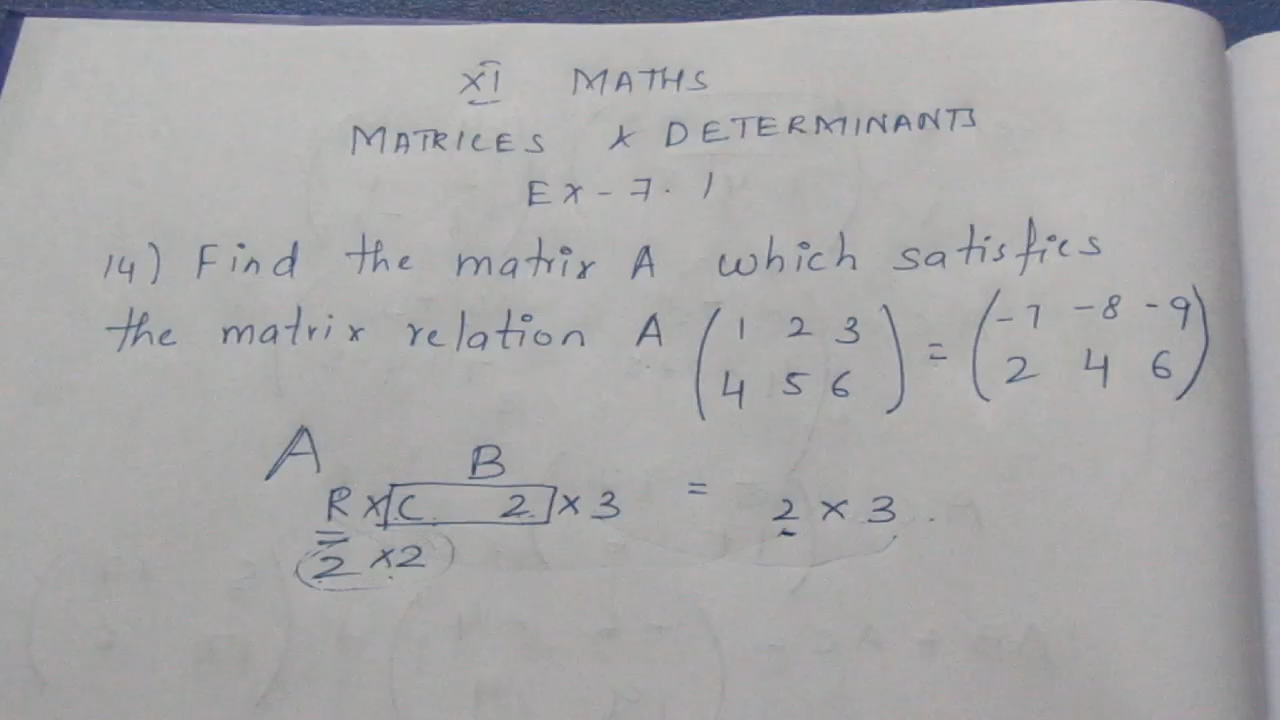 XI MATHS
MATRICES & DETERMINANTS
EX - 7.1
14) Find the matrix A which satisfies
the matrix relation A ( 1 2 3 ) = ( -7 -8 -9 )
4 5 6 2 4 6
A B
R × C 2 × 3 = 2 × 3
2 × 2